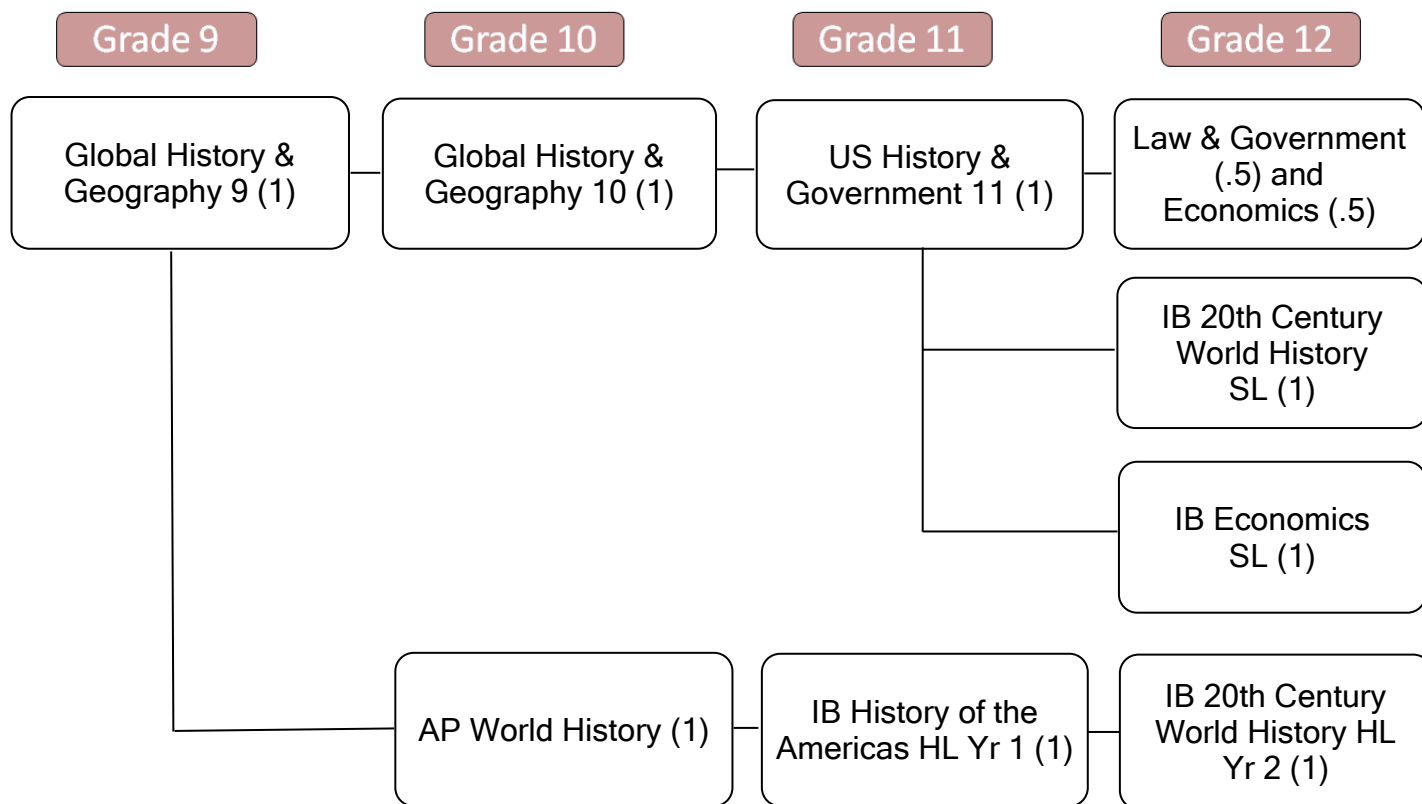 Grade 9
Grade 10
Grade 11
Grade 12
Global History &
Geography 9 (1)
Global History &
Geography 10 (1)
US History &
Government 11 (1)
Law & Government
(.5) and
Economics (.5)
IB 20th Century
World History
SL (1)
IB Economics
SL (1)
AP World History (1)
IB History of the
Americas HL Yr 1 (1)
IB 20th Century
World History HL
Yr 2 (1)